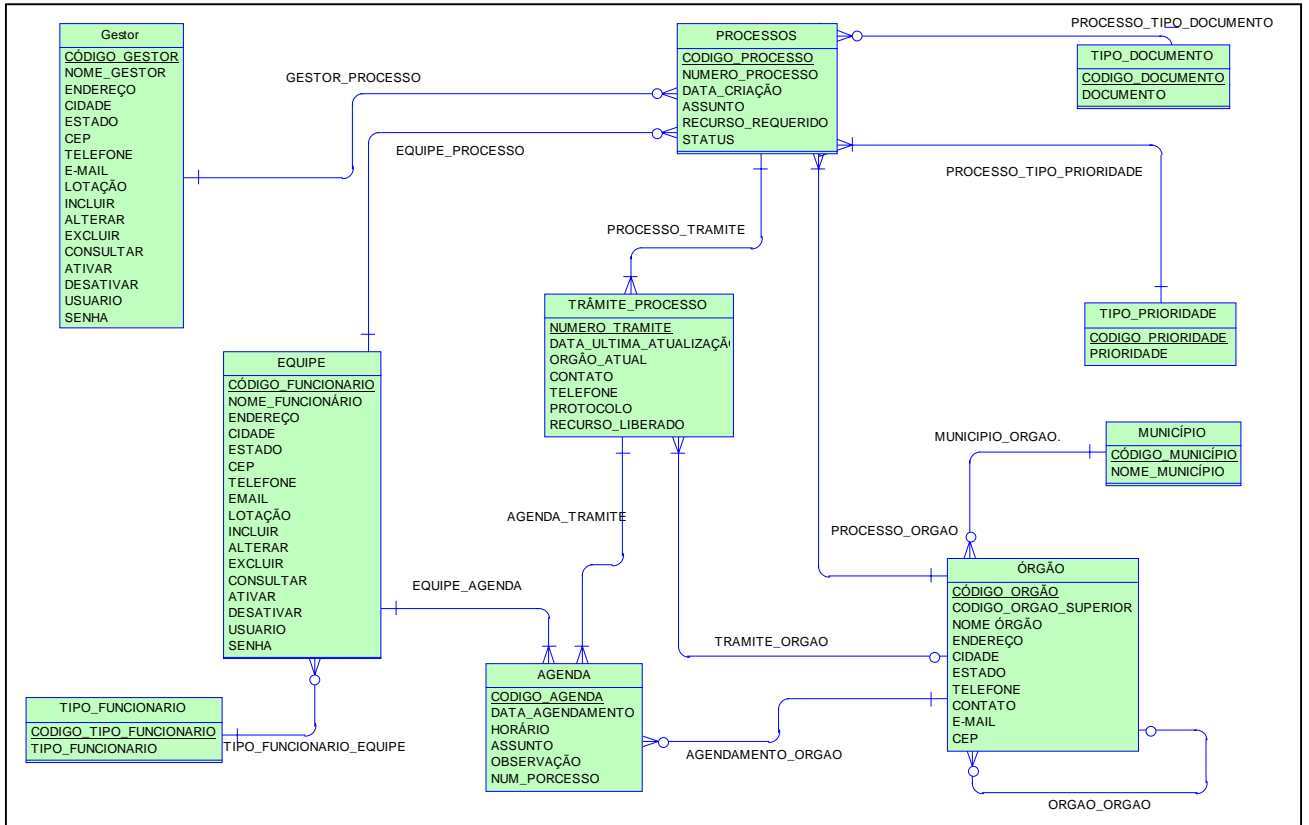 Gestor
CÓDIGO_GESTOR
NOME_GESTOR
ENDEREÇO
CIDADE
ESTADO
CEP
TELEFONE
E-MAIL
LOTAÇÃO
INCLUIR
ALTERAR
EXCLUIR
CONSULTAR
ATIVAR
DESATIVAR
USUARIO
SENHA
GESTOR_PROCESSO
EQUIPE_PROCESSO
PROCESSOS
CODIGO_PROCESSO
NUMERO_PROCESSO
DATA_CRIAÇÃO
ASSUNTO
RECURSO_REQUERIDO
STATUS
PROCESSO_TIPO_DOCUMENTO
TIPO_DOCUMENTO
CODIGO_DOCUMENTO
DOCUMENTO
PROCESSO_TIPO_PRIORIDADE
PROCESSO_TRAMITE
TIPO_PRIORIDADE
CODIGO_PRIORIDADE
PRIORIDADE
TRÂMITE_PROCESSO
NUMERO_TRAMITE
DATA_ULTIMA_ATUALIZAÇÃ
ORGÂO_ATUAL
CONTATO
TELEFONE
PROTOCOLO
RECURSO_LIBERADO
EQUIPE
CÓDIGO_FUNCIONARIO
NOME_FUNCIONÁRIO
ENDEREÇO
CIDADE
ESTADO
CEP
TELEFONE
EMAIL
LOTAÇÃO
INCLUIR
ALTERAR
EXCLUIR
CONSULTAR
ATIVAR
DESATIVAR
USUARIO
SENHA
MUNICIPIO_ORGAO.
MUNICÍPIO
CÓDIGO_MUNICÍPIO
NOME_MUNICÍPIO
AGENDA_TRAMITE
PROCESSO_ORGAO
EQUIPE_AGENDA
TRAMITE_ORGAO
ÓRGÃO
CÓDIGO_ORGÃO
CODIGO_ORGAO_SUPERIOR
NOME ÓRGÃO
ENDEREÇO
CIDADE
ESTADO
TELEFONE
CONTATO
E-MAIL
CEP
AGENDA
CODIGO_AGENDA
DATA_AGENDAMENTO
HORÁRIO
ASSUNTO
OBSERVAÇÃO
NUM_PORCESSO
TIPO_FUNCIONARIO
CODIGO_TIPO_FUNCIONARIO
TIPO_FUNCIONARIO
TIPO_FUNCIONARIO_EQUIPE
AGENDAMENTO_ORGAO
ORGAO_ORGAO